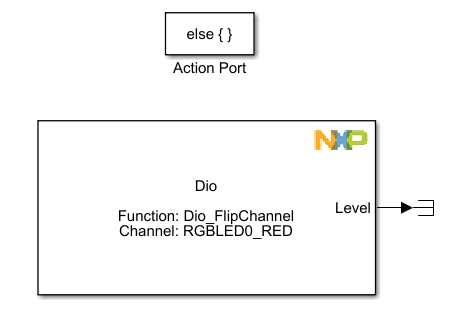 else { }
Action Port
NXP
Dio
Function: Dio_FlipChannel
Channel: RGBLED0_RED
Level